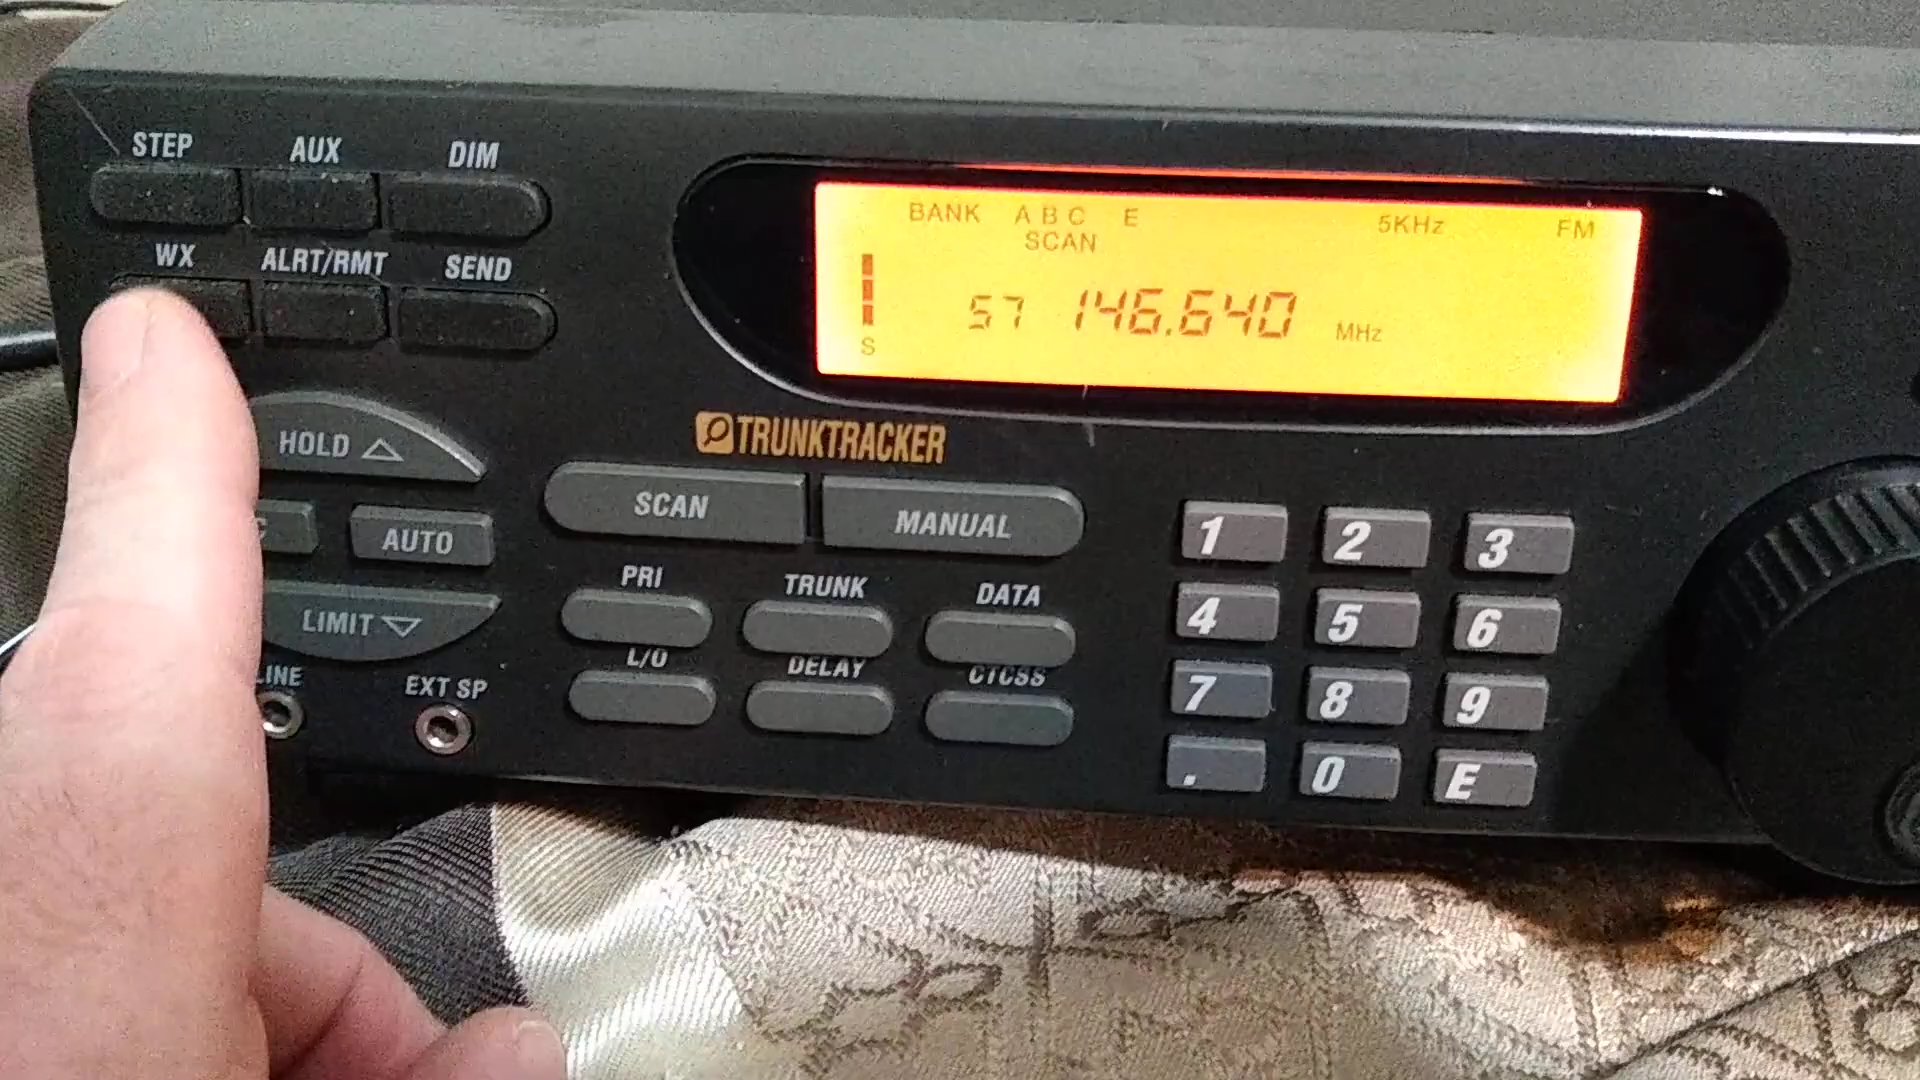 STEP AUX DIM
WX ALRT/RMT SEND
BANK A B C E 5KHz FM
SCAN
57 146.640 MHz
S
TRUNKTRACKER
HOLD
AUTO
LIMIT
LINE EXT SP
SCAN MANUAL
PRI TRUNK DATA
L/O DELAY CTCSS
1 2 3
4 5 6
7 8 9
. 0 E